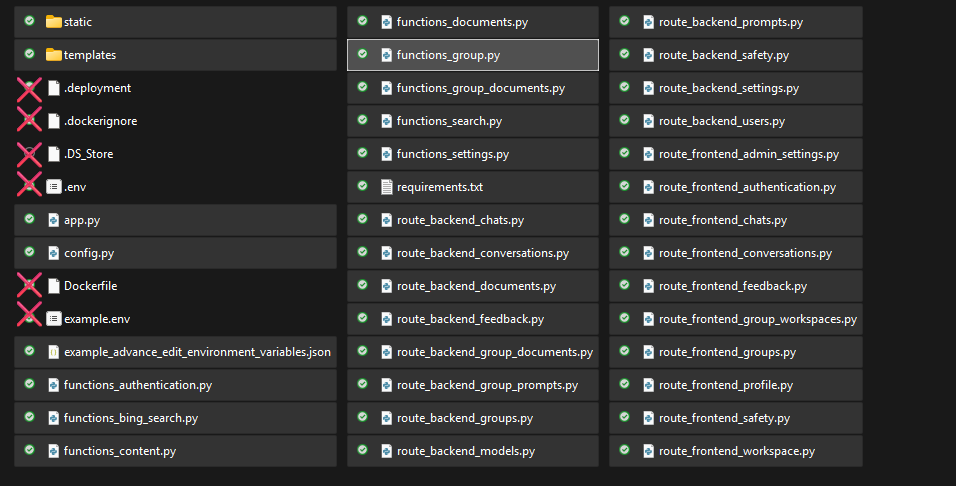 static
templates
.deployment
.dockerignore
.DS_Store
.env
app.py
config.py
Dockerfile
example.env
example_advance_edit_environment_variables.json
functions_authentication.py
functions_bing_search.py
functions_content.py
functions_documents.py
functions_group.py
functions_group_documents.py
functions_search.py
functions_settings.py
requirements.txt
route_backend_chats.py
route_backend_conversations.py
route_backend_documents.py
route_backend_feedback.py
route_backend_group_documents.py
route_backend_group_prompts.py
route_backend_groups.py
route_backend_models.py
route_backend_prompts.py
route_backend_safety.py
route_backend_settings.py
route_backend_users.py
route_frontend_admin_settings.py
route_frontend_authentication.py
route_frontend_chats.py
route_frontend_conversations.py
route_frontend_feedback.py
route_frontend_group_workspaces.py
route_frontend_groups.py
route_frontend_profile.py
route_frontend_safety.py
route_frontend_workspace.py